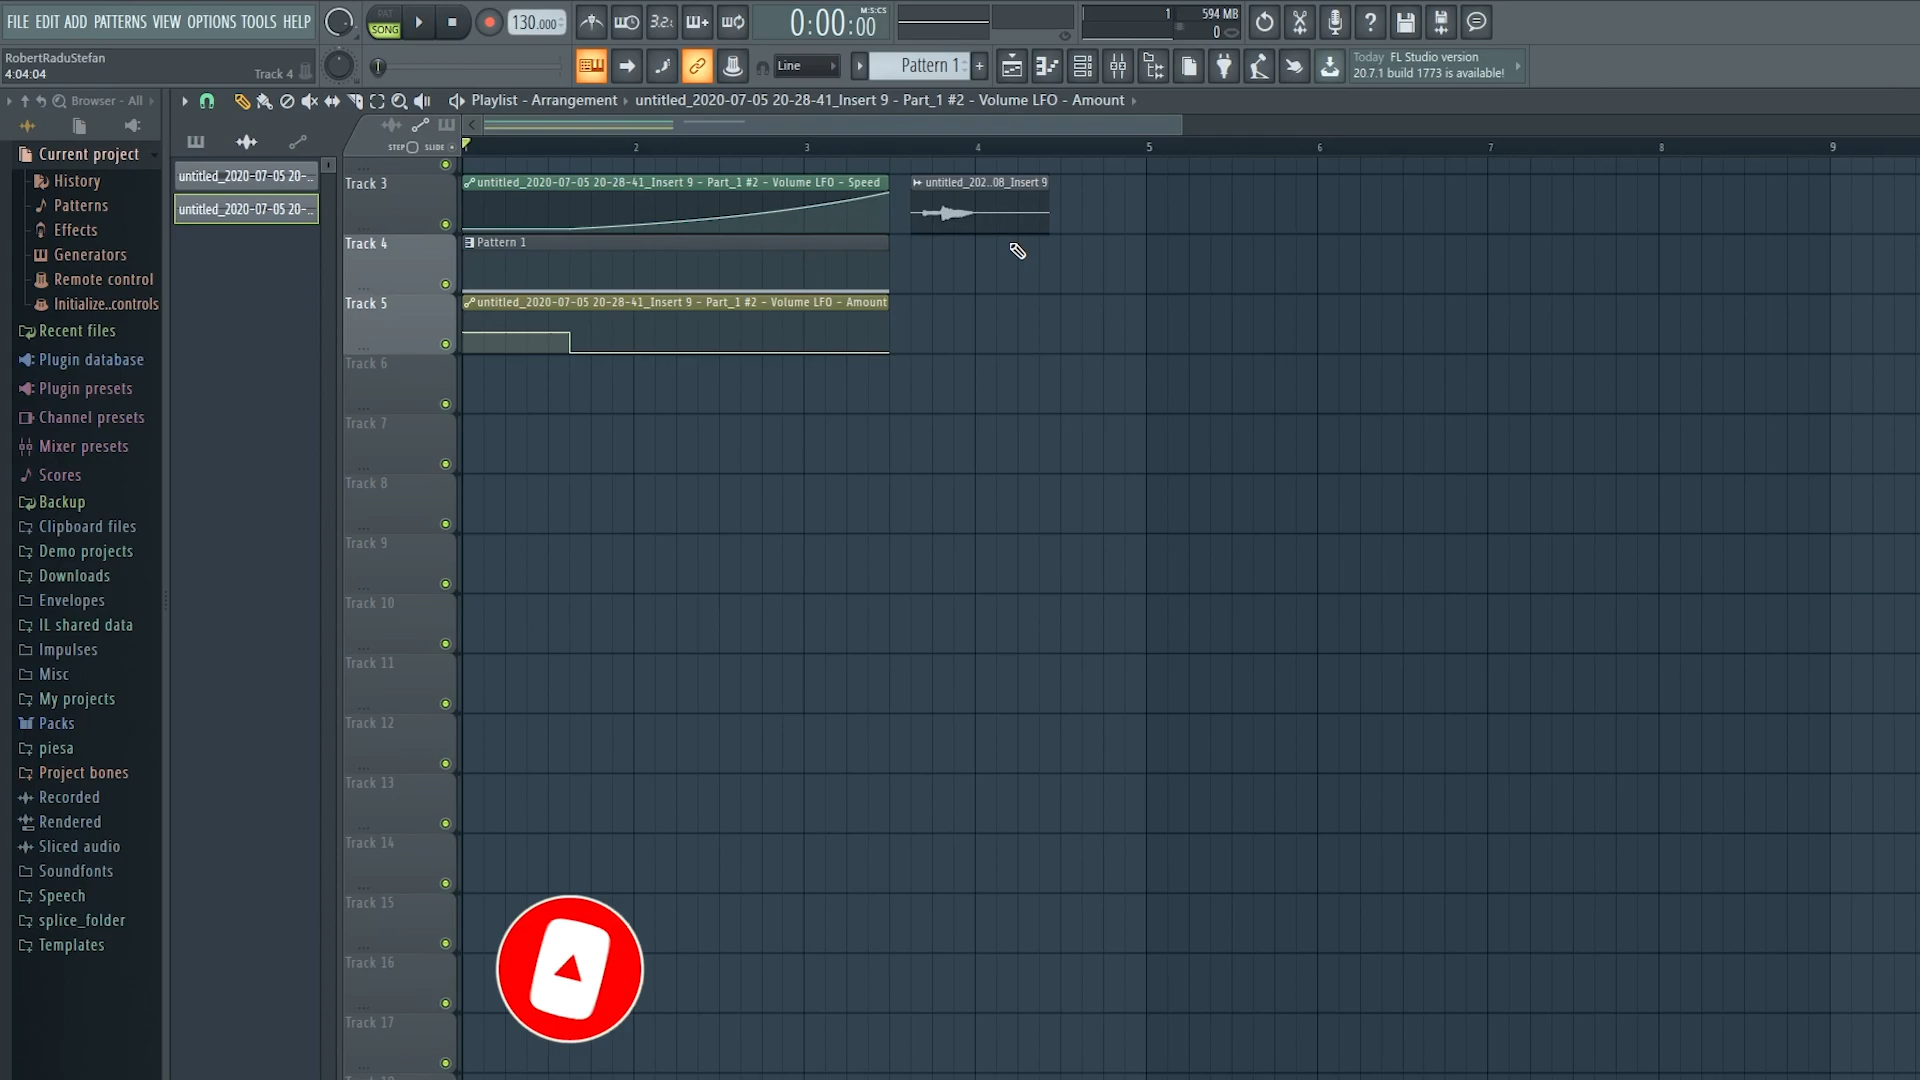 FILE EDIT ADD PATTERNS VIEW OPTIONS TOOLS HELP
PAT
SONG
130.000
3.2
0:00:00
M:S:CS
1
594 MB
0
RobertRaduStefan
4:04:04
Track 4
Line
Pattern 1
Today FL Studio version
20.7.1 build 1773 is available!
Browser - All
Playlist - Arrangement › untitled_2020-07-05 20-28-41_Insert 9 - Part_1 #2 - Volume LFO - Amount ›
STEP
SLIDE
2
3
4
5
6
7
8
9
Current project
History
Patterns
Effects
Generators
Remote control
Initialize..controls
Recent files
Plugin database
Plugin presets
Channel presets
Mixer presets
Scores
Backup
Clipboard files
Demo projects
Downloads
Envelopes
IL shared data
Impulses
Misc
My projects
Packs
piesa
Project bones
Recorded
Rendered
Sliced audio
Soundfonts
Speech
splice_folder
Templates
untitled_2020-07-05 20-..
untitled_2020-07-05 20-..
Track 3
untitled_2020-07-05 20-28-41_Insert 9 - Part_1 #2 - Volume LFO - Speed
untitled_202..08_Insert 9
Track 4
Pattern 1
Track 5
untitled_2020-07-05 20-28-41_Insert 9 - Part_1 #2 - Volume LFO - Amount
Track 6
Track 7
Track 8
Track 9
Track 10
Track 11
Track 12
Track 13
Track 14
Track 15
Track 16
Track 17